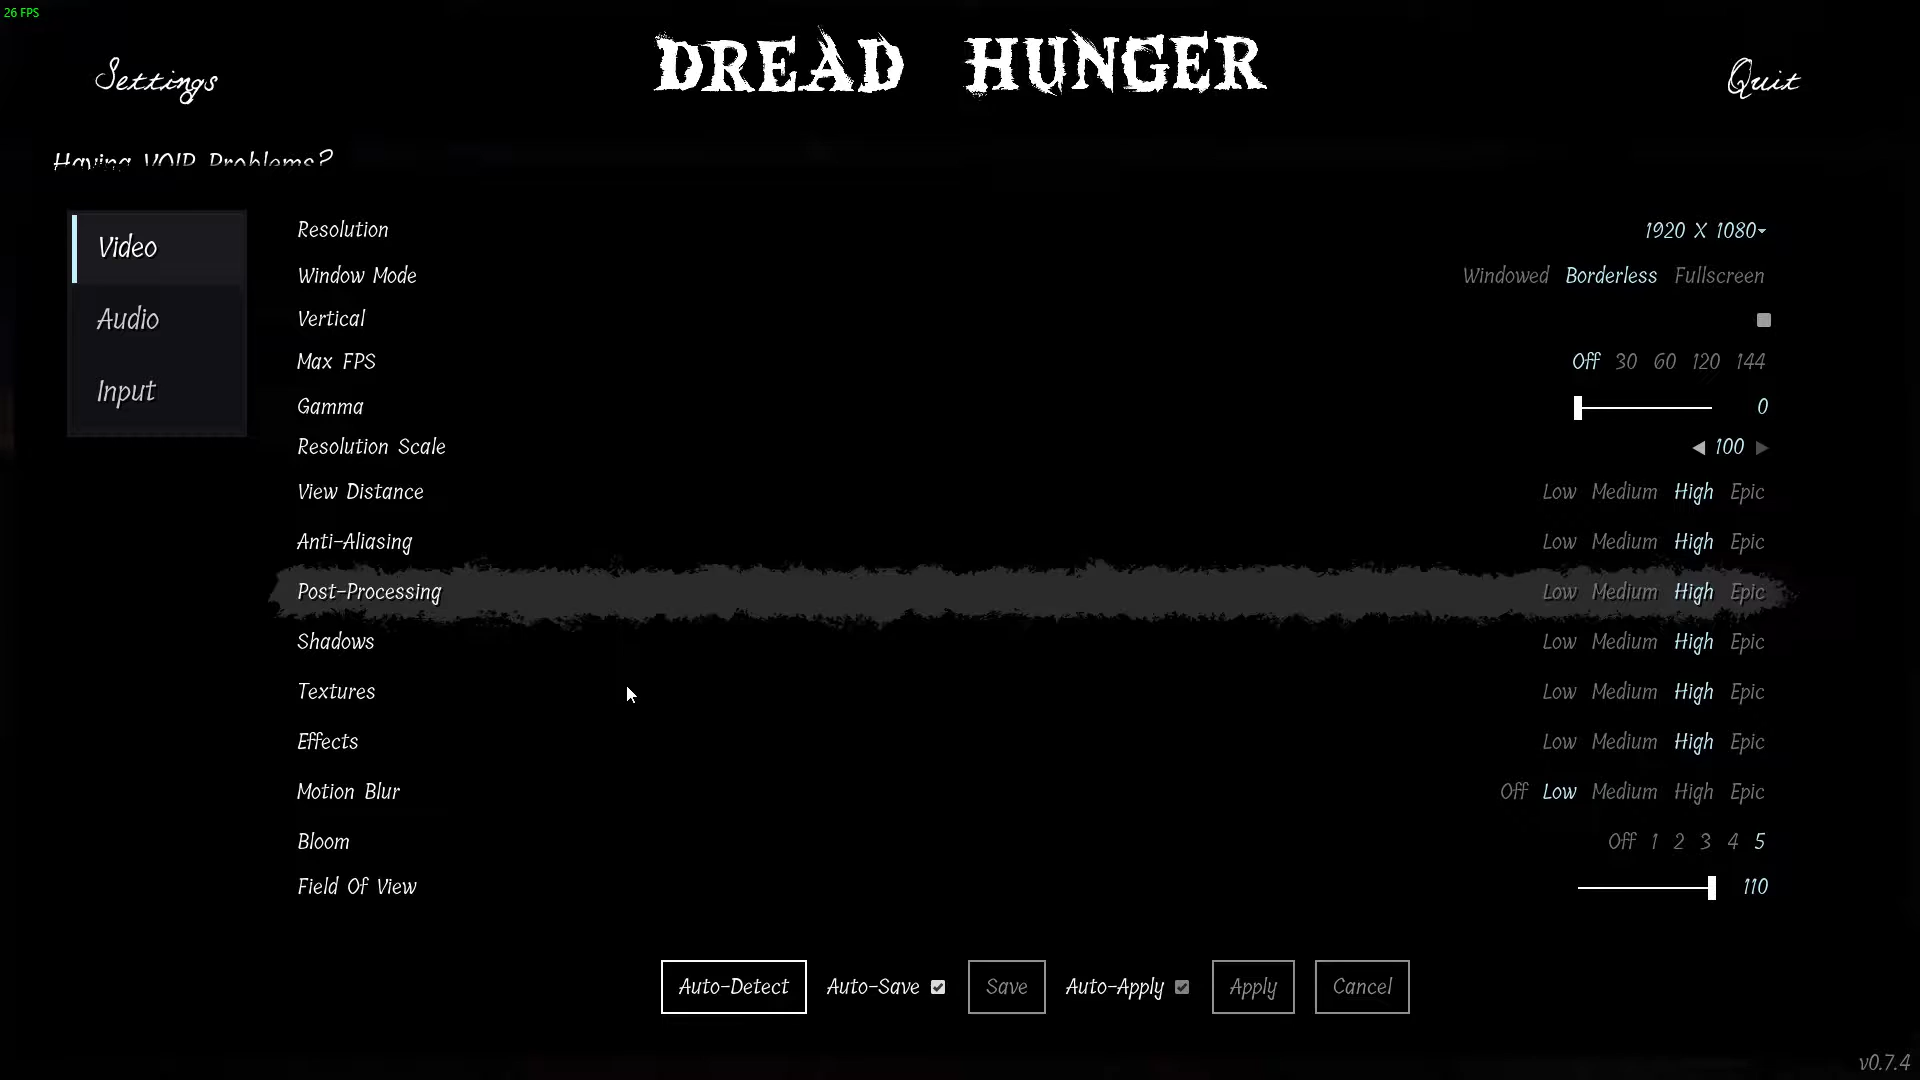 26 FPS
Settings
DREAD HUNGER
Quit
Having VOIP Problems?
Video
Audio
Input
Resolution 1920 X 1080
Window Mode Windowed Borderless Fullscreen
Vertical
Max FPS Off 30 60 120 144
Gamma 0
Resolution Scale 100
View Distance Low Medium High Epic
Anti-Aliasing Low Medium High Epic
Post-Processing Low Medium High Epic
Shadows Low Medium High Epic
Textures Low Medium High Epic
Effects Low Medium High Epic
Motion Blur Off Low Medium High Epic
Bloom Off 1 2 3 4 5
Field Of View 110
Auto-Detect Auto-Save Save Auto-Apply Apply Cancel
v0.7.4